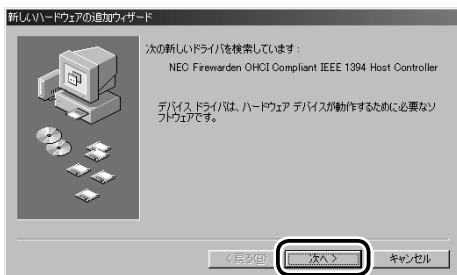 新しいハードウェアの追加ウィザード
次の新しいドライバを検索しています：
NEC Firewarden OHCI Compliant IEEE 1394 Host Controller
デバイス ドライバは、ハードウェア デバイスが動作するために必要なソ
フトウェアです。
< 戻る(B)
次へ >
キャンセル